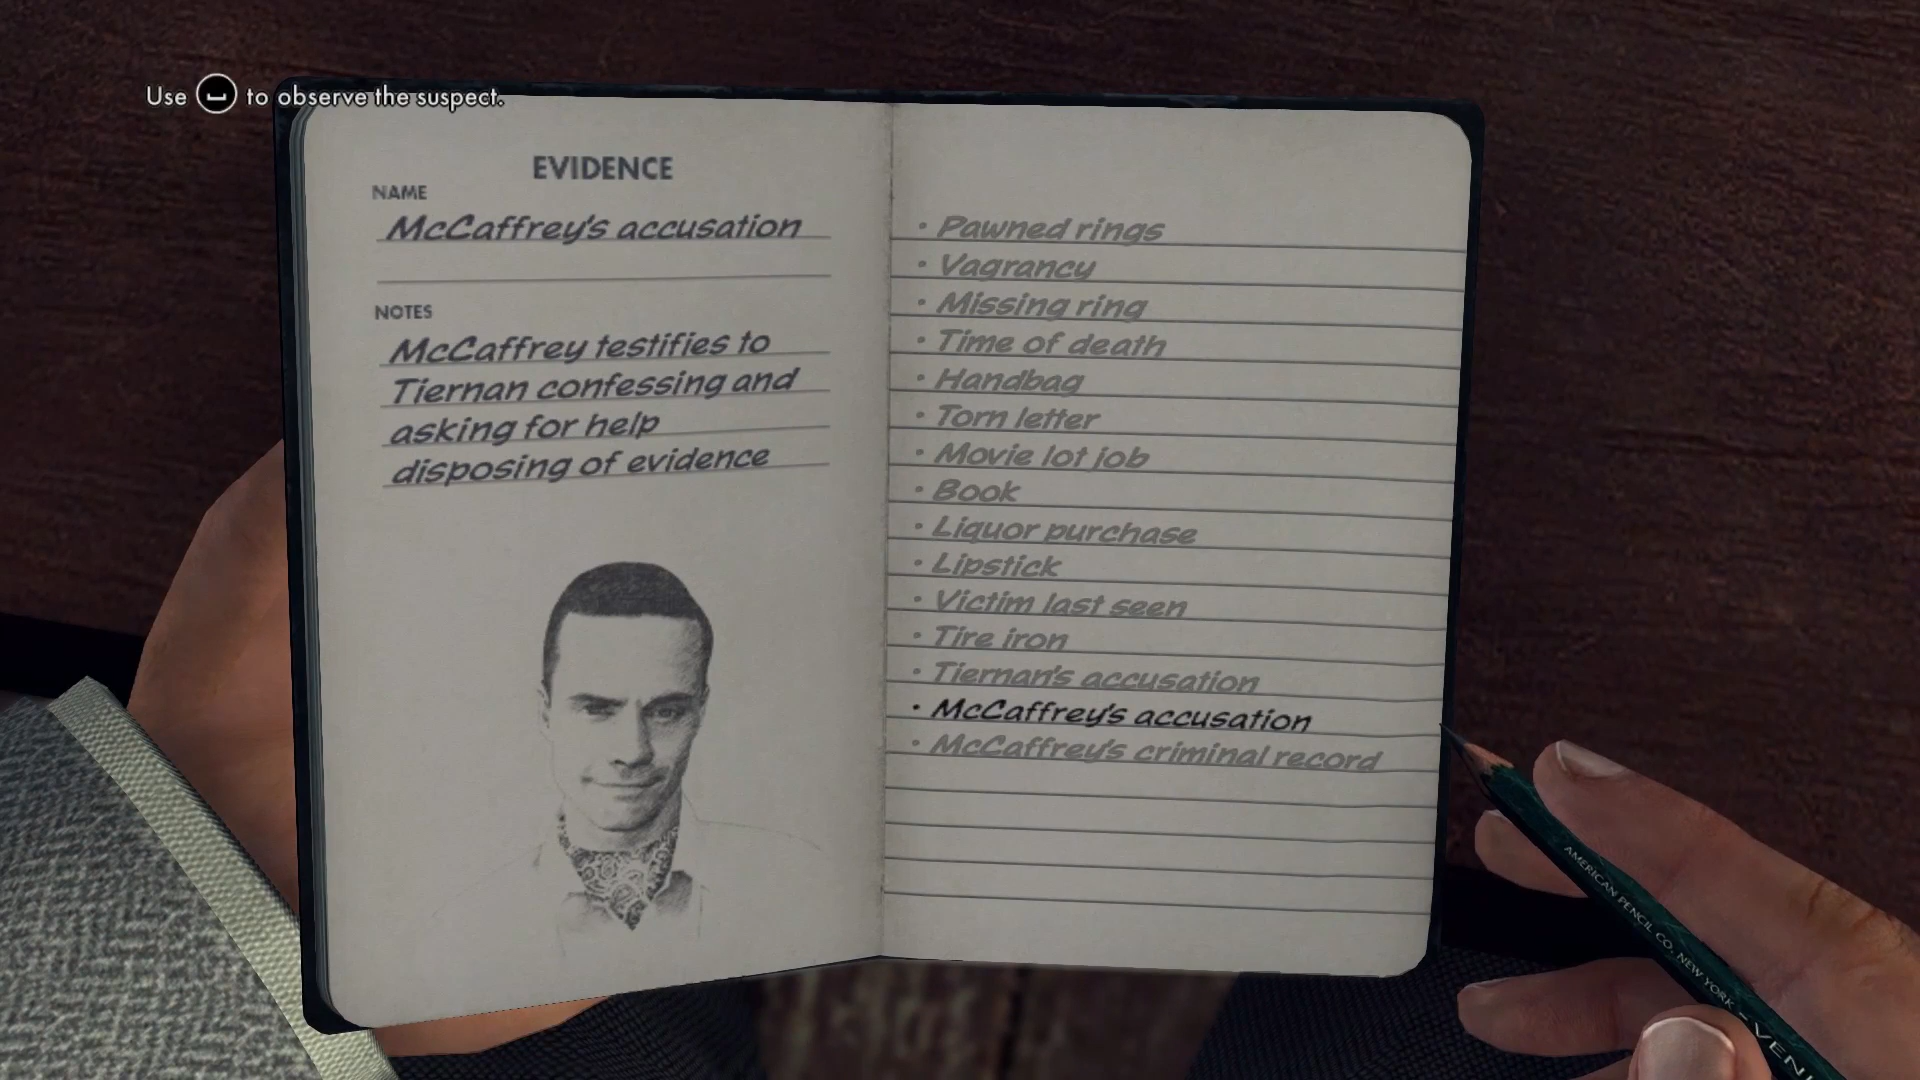 Use ⎵ to observe the suspect.
EVIDENCE
NAME
McCaffrey's accusation
NOTES
McCaffrey testifies to
Tiernan confessing and
asking for help
disposing of evidence
• Pawned rings
• Vagrancy
• Missing ring
• Time of death
• Handbag
• Torn letter
• Movie lot job
• Book
• Liquor purchase
• Lipstick
• Victim last seen
• Tire iron
• Tiernan's accusation
• McCaffrey's accusation
• McCaffrey's criminal record
AMERICAN PENCIL CO. NEW YORK - VENU